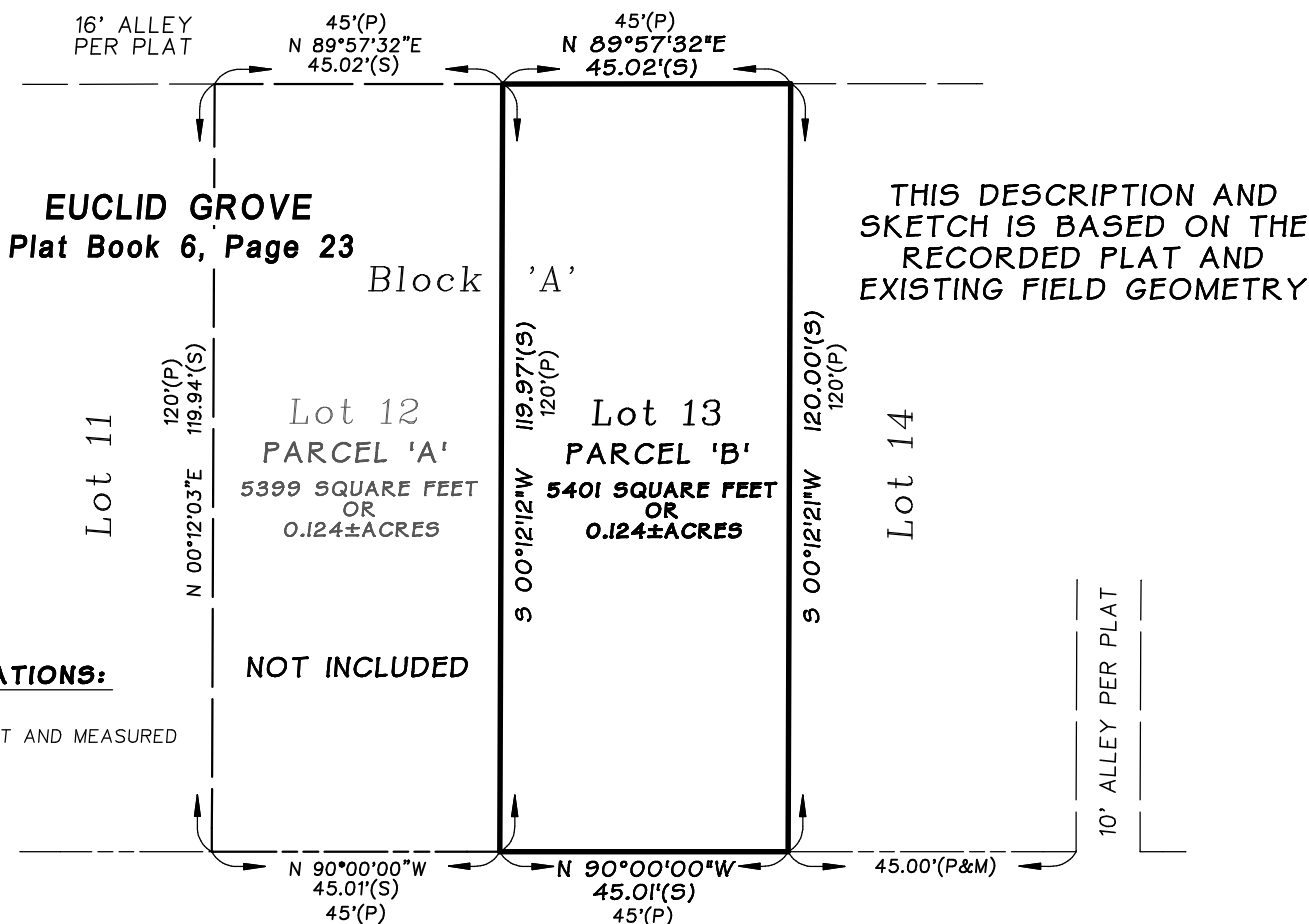 16' ALLEY
PER PLAT
45'(P)
N 89°57'32"E
45.02'(S)
45'(P)
N 89°57'32"E
45.02'(S)
EUCLID GROVE
Plat Book 6, Page 23
Block 'A'
THIS DESCRIPTION AND
SKETCH IS BASED ON THE
RECORDED PLAT AND
EXISTING FIELD GEOMETRY
Lot 11
120'(P)
N 00°12'03"E 119.94'(S)
Lot 12
PARCEL 'A'
5399 SQUARE FEET
OR
0.124±ACRES
NOT INCLUDED
S 00°12'12"W 119.97'(S)
120'(P)
Lot 13
PARCEL 'B'
5401 SQUARE FEET
OR
0.124±ACRES
S 00°12'21"W 120.00'(S)
120'(P)
Lot 14
ATIONS:
T AND MEASURED
10' ALLEY PER PLAT
N 90°00'00"W
45.01'(S)
45'(P)
N 90°00'00"W
45.01'(S)
45'(P)
45.00'(P&M)